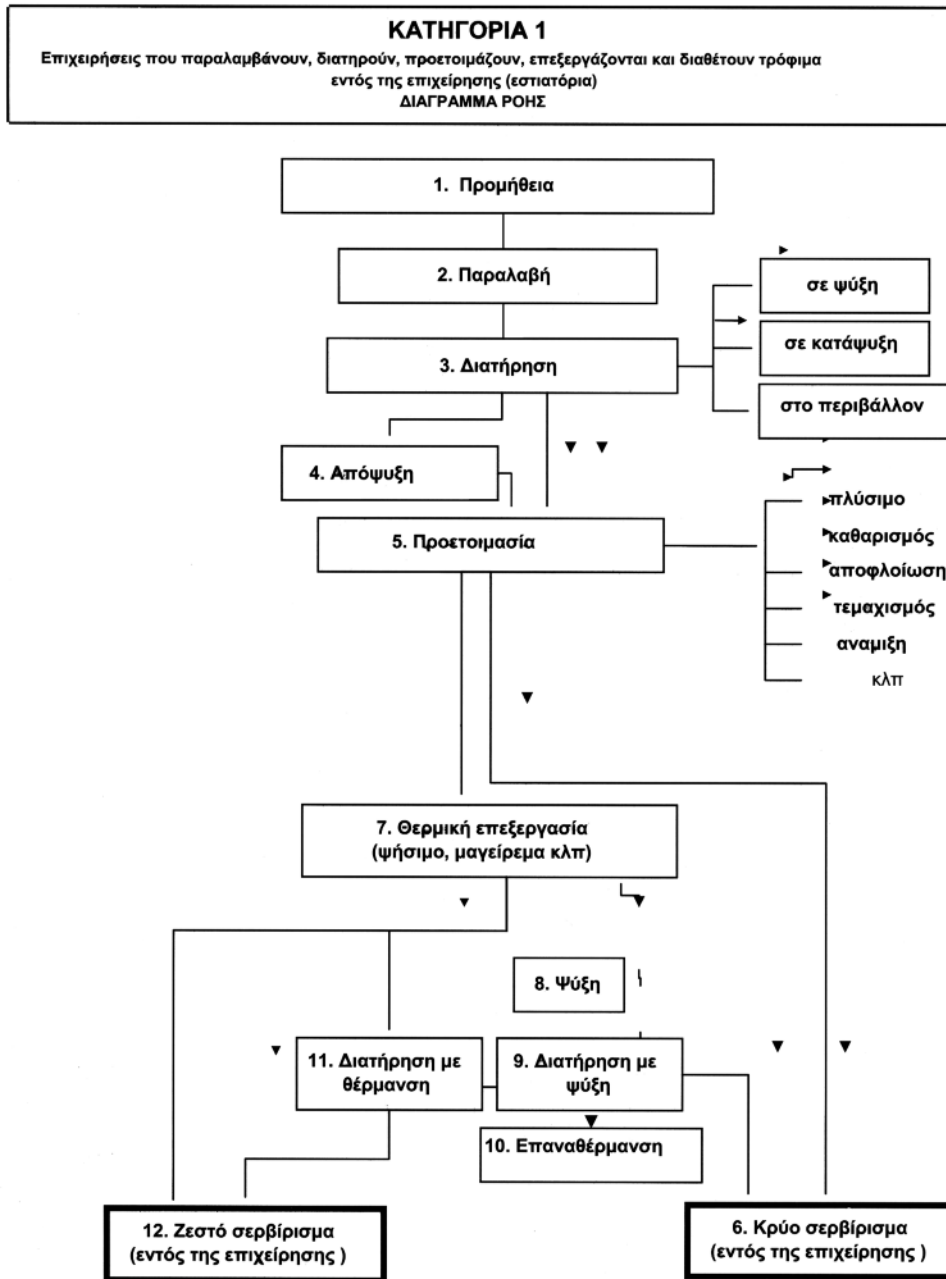 ΚΑΤΗΓΟΡΙΑ 1
Επιχειρήσεις που παραλαμβάνουν, διατηρούν, προετοιμάζουν, επεξεργάζονται και διαθέτουν τρόφιμα
εντός της επιχείρησης (εστιατόρια)
ΔΙΑΓΡΑΜΜΑ ΡΟΗΣ
1. Προμήθεια
2. Παραλαβή
σε ψύξη
σε κατάψυξη
3. Διατήρηση
στο περιβάλλον
4. Απόψυξη
πλύσιμο
5. Προετοιμασία
καθαρισμός
αποφλοίωση
τεμαχισμός
αναμιξη
κλπ
7. Θερμική επεξεργασία
(ψήσιμο, μαγείρεμα κλπ)
8. Ψύξη
11. Διατήρηση με
θέρμανση
9. Διατήρηση με
ψύξη
10. Επαναθέρμανση
12. Ζεστό σερβίρισμα
(εντός της επιχείρησης )
6. Κρύο σερβίρισμα
(εντός της επιχείρησης )